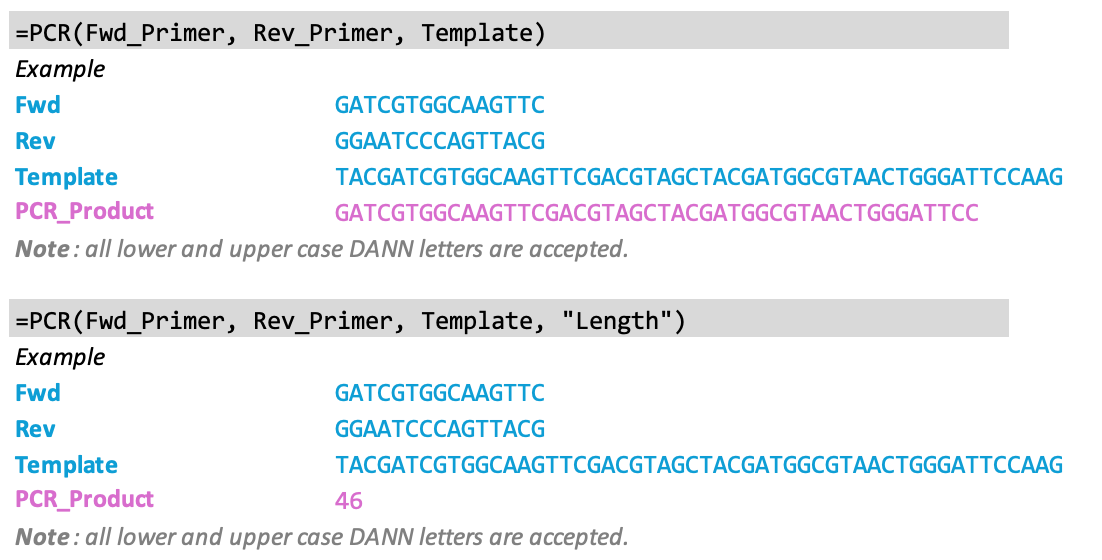 =PCR(Fwd_Primer, Rev_Primer, Template)
Example
Fwd GATCGTGGCAAGTTC
Rev GGAATCCCAGTTACG
Template TACGATCGTGGCAAGTTCGACGTAGCTACGATGGCGTAACTGGGATTCCAAG
PCR_Product GATCGTGGCAAGTTCGACGTAGCTACGATGGCGTAACTGGGATTCC
Note: all lower and upper case DANN letters are accepted.
=PCR(Fwd_Primer, Rev_Primer, Template, "Length")
Example
Fwd GATCGTGGCAAGTTC
Rev GGAATCCCAGTTACG
Template TACGATCGTGGCAAGTTCGACGTAGCTACGATGGCGTAACTGGGATTCCAAG
PCR_Product 46
Note: all lower and upper case DANN letters are accepted.